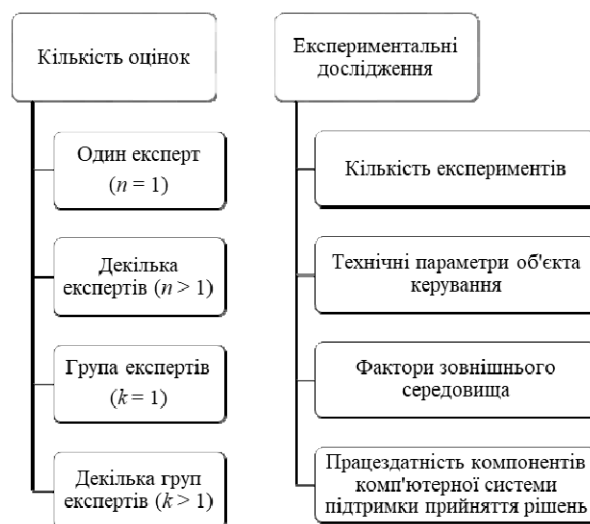 Кількість оцінок
Один експерт
(n = 1)
Декілька
експертів (n > 1)
Група експертів
(k = 1)
Декілька груп
експертів (k > 1)
Експериментальні
дослідження
Кількість експериментів
Технічні параметри об'єкта
керування
Фактори зовнішнього
середовища
Працездатність компонентів
комп'ютерної системи
підтримки прийняття рішень